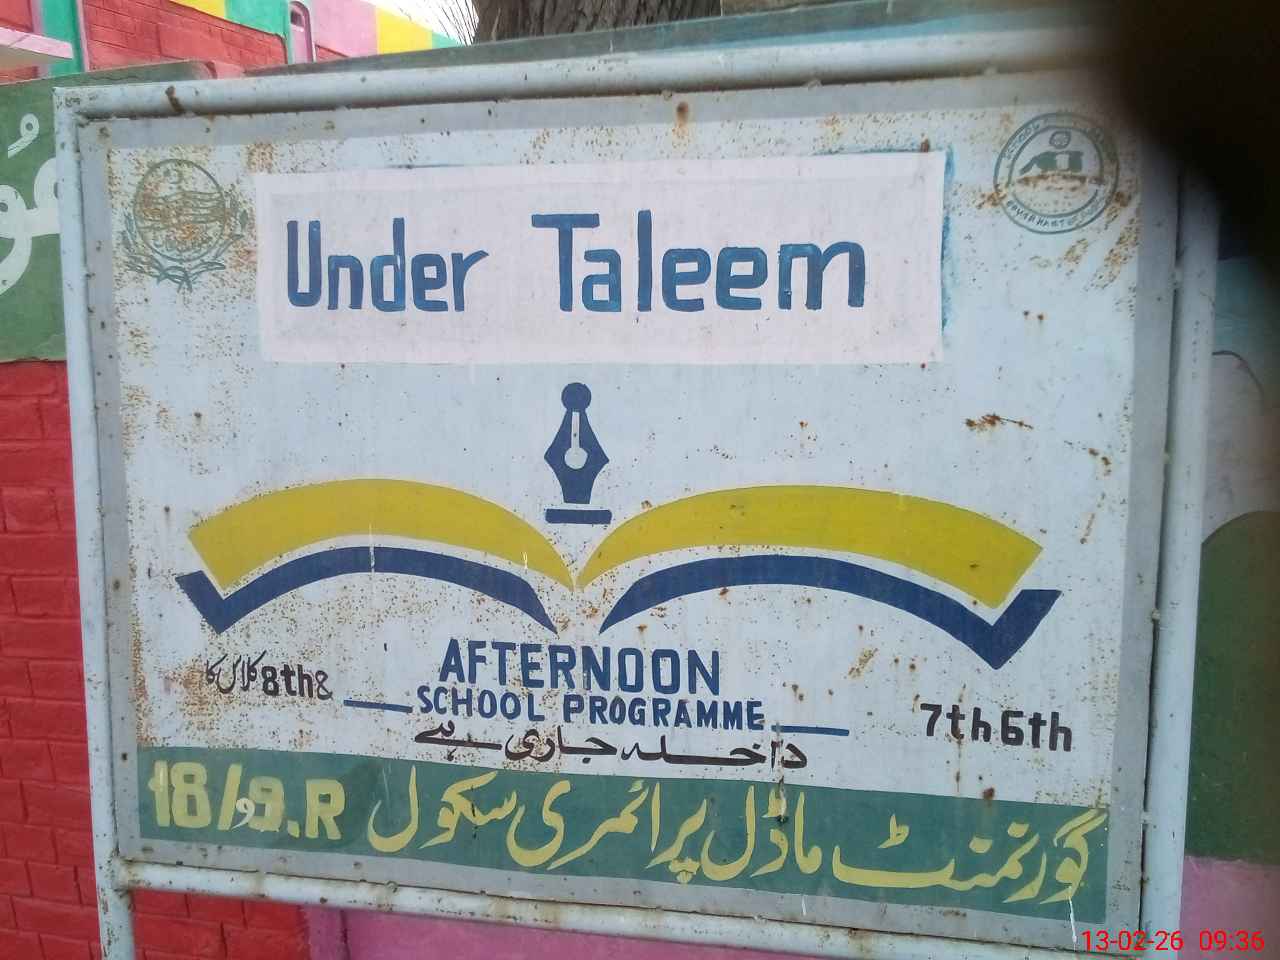 Under Taleem
AFTERNOON
SCHOOL PROGRAMME
7th 6th
8th& کلاس کا
داخلہ جاری ہے
گورنمنٹ ماڈل پرائمری سکول 18/9.R
13-02-26 09:36